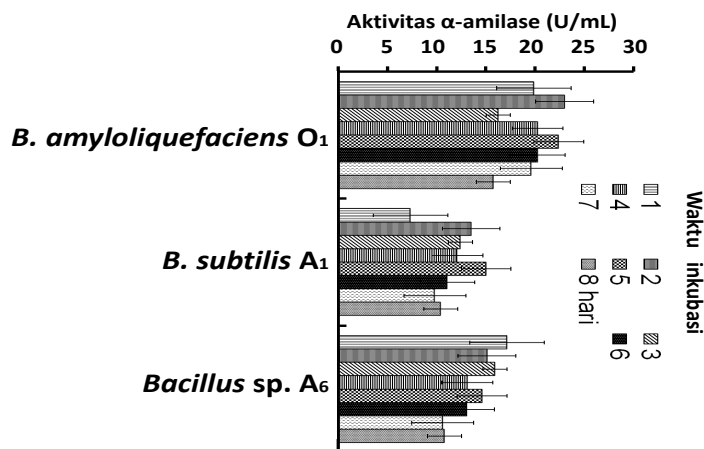 Aktivitas α-amilase (U/mL)
0 5 10 15 20 25 30
B. amyloliquefaciens O1
B. subtilis A1
Bacillus sp. A6
Waktu inkubasi
1 2 3
4 5 6
7 8 hari